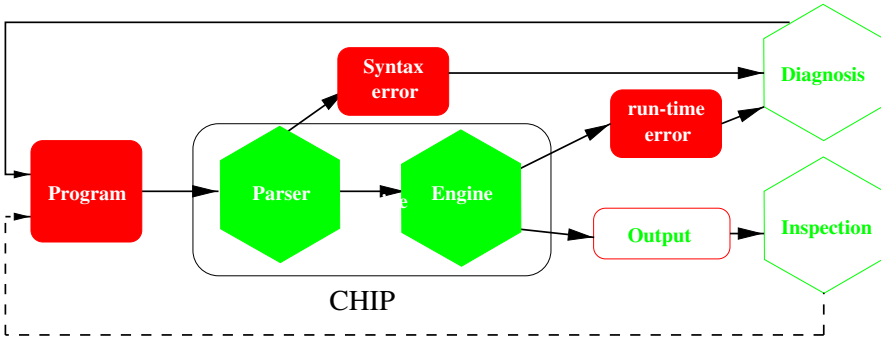 Syntax
error
Diagnosis
run-time
error
Program
Parser
Engine
Output
Inspection
CHIP